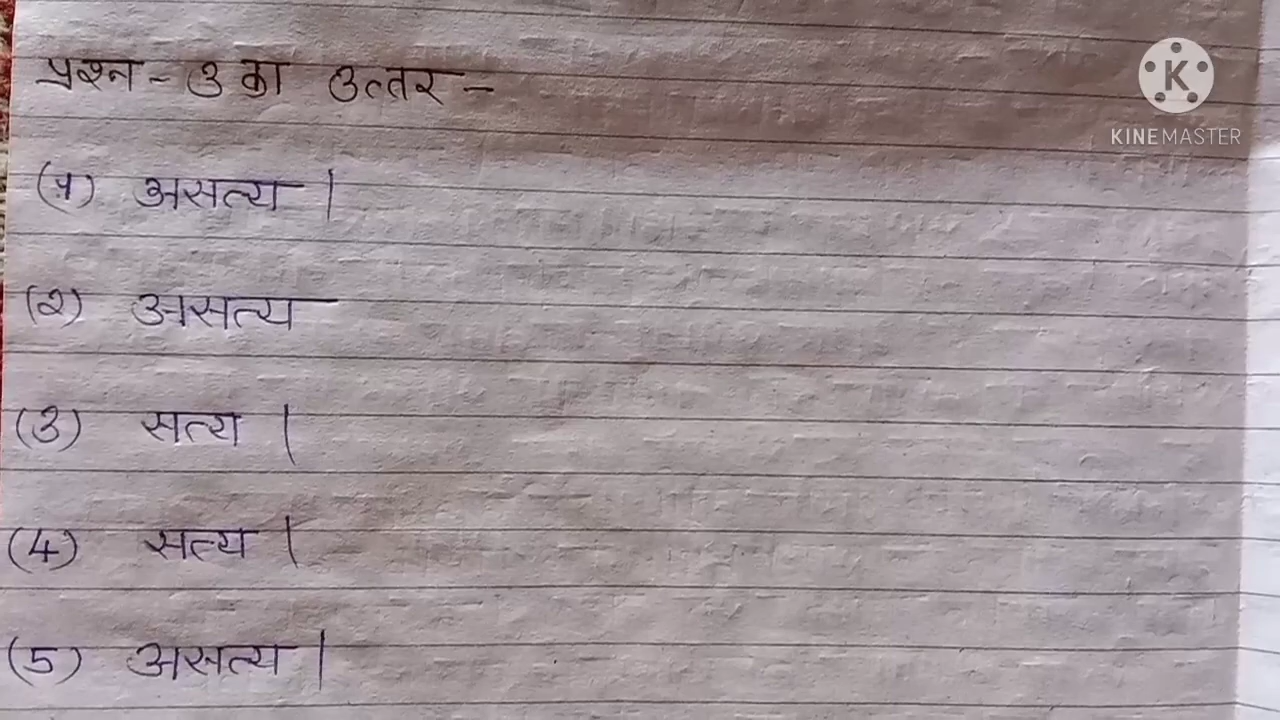 प्रश्न - 3 का उत्तर -
KINEMASTER
(1) असत्य |
(2) असत्य
(3) सत्य |
(4) सत्य |
(5) असत्य |